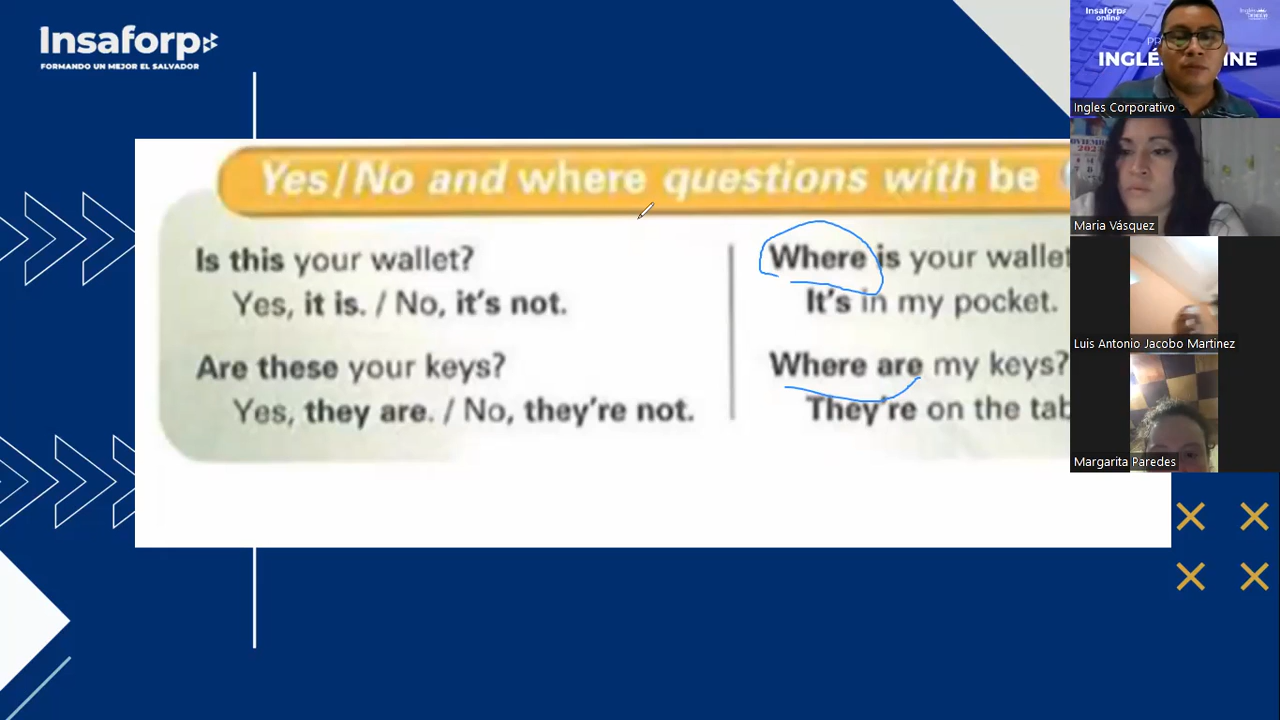 Insaforp
FORMANDO UN MEJOR EL SALVADOR
Yes/No and where questions with be
Is this your wallet?
Yes, it is. / No, it's not.
Are these your keys?
Yes, they are. / No, they're not.
Where is your wallet
It's in my pocket.
Where are my keys?
They're on the tab
Insaforp
online
Inglés
INGLÉS
INE
Ingles Corporativo
2023
Maria Vásquez
Luis Antonio Jacobo Martinez
Margarita Paredes